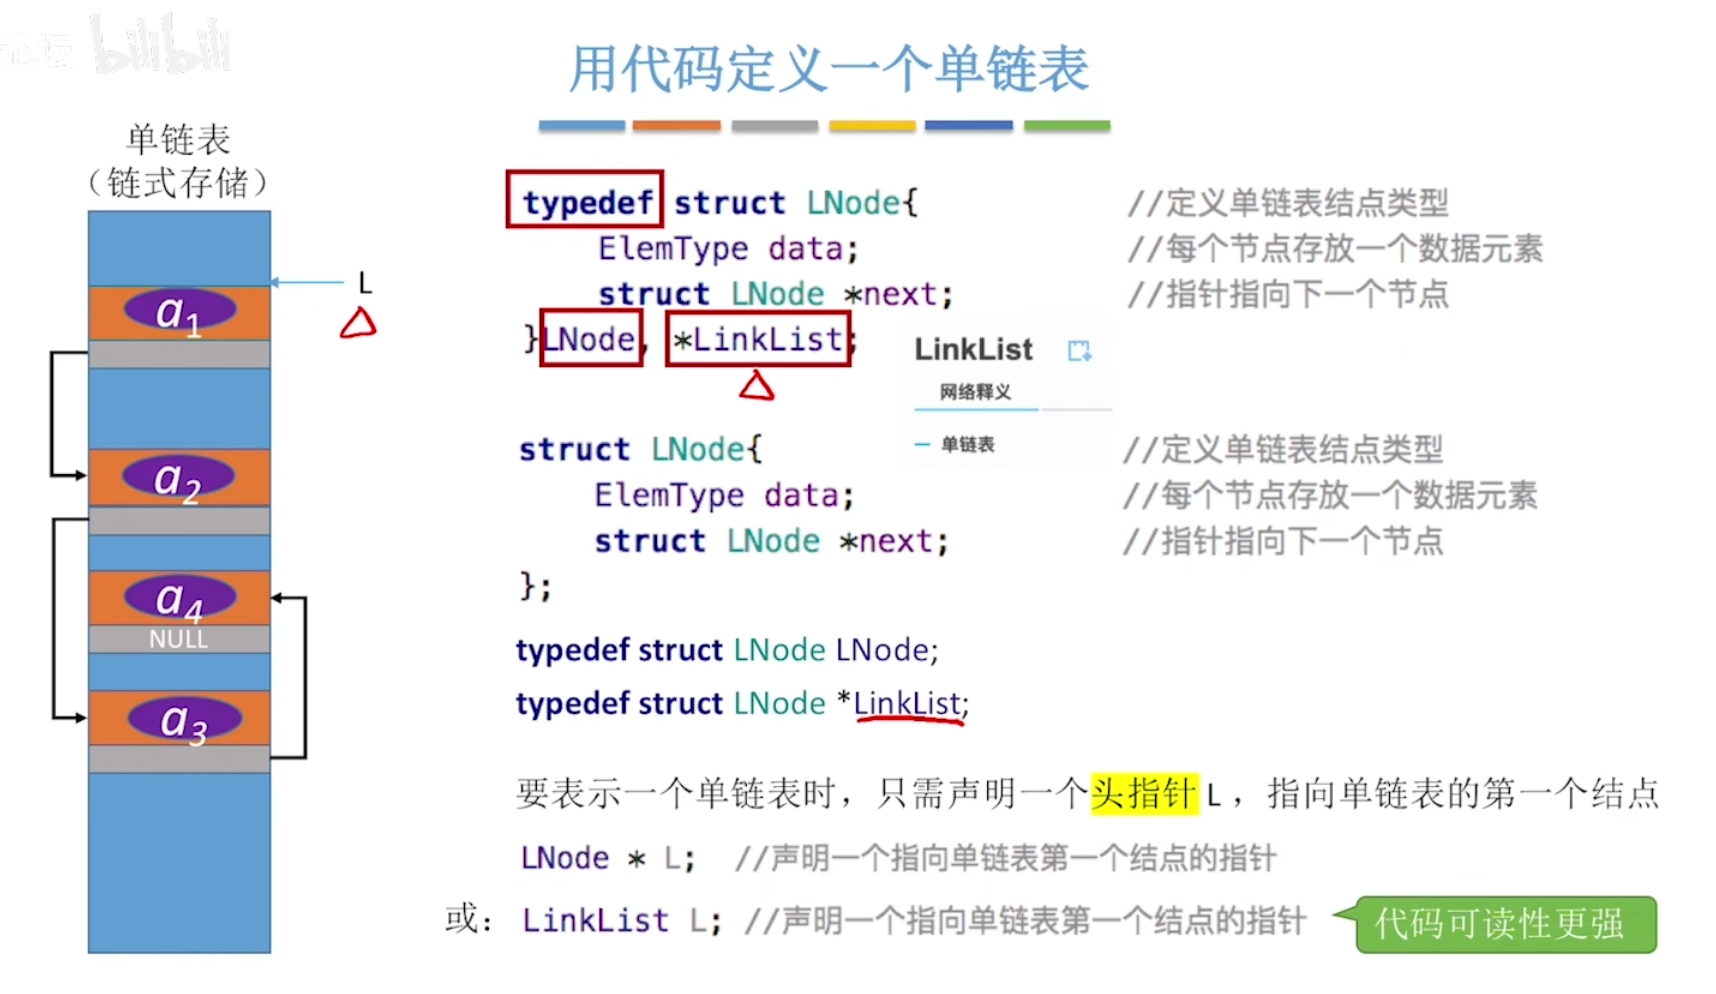 论坛 bilibili
用代码定义一个单链表
单链表
（链式存储）
L
a1
a2
a4
NULL
a3
typedef struct LNode{ //定义单链表结点类型
ElemType data; //每个节点存放一个数据元素
struct LNode *next; //指针指向下一个节点
}LNode, *LinkList;
LinkList
网络释义
— 单链表
struct LNode{ //定义单链表结点类型
ElemType data; //每个节点存放一个数据元素
struct LNode *next; //指针指向下一个节点
};
typedef struct LNode LNode;
typedef struct LNode *LinkList;
要表示一个单链表时，只需声明一个头指针 L ，指向单链表的第一个结点
LNode * L; //声明一个指向单链表第一个结点的指针
或： LinkList L; //声明一个指向单链表第一个结点的指针
代码可读性更强